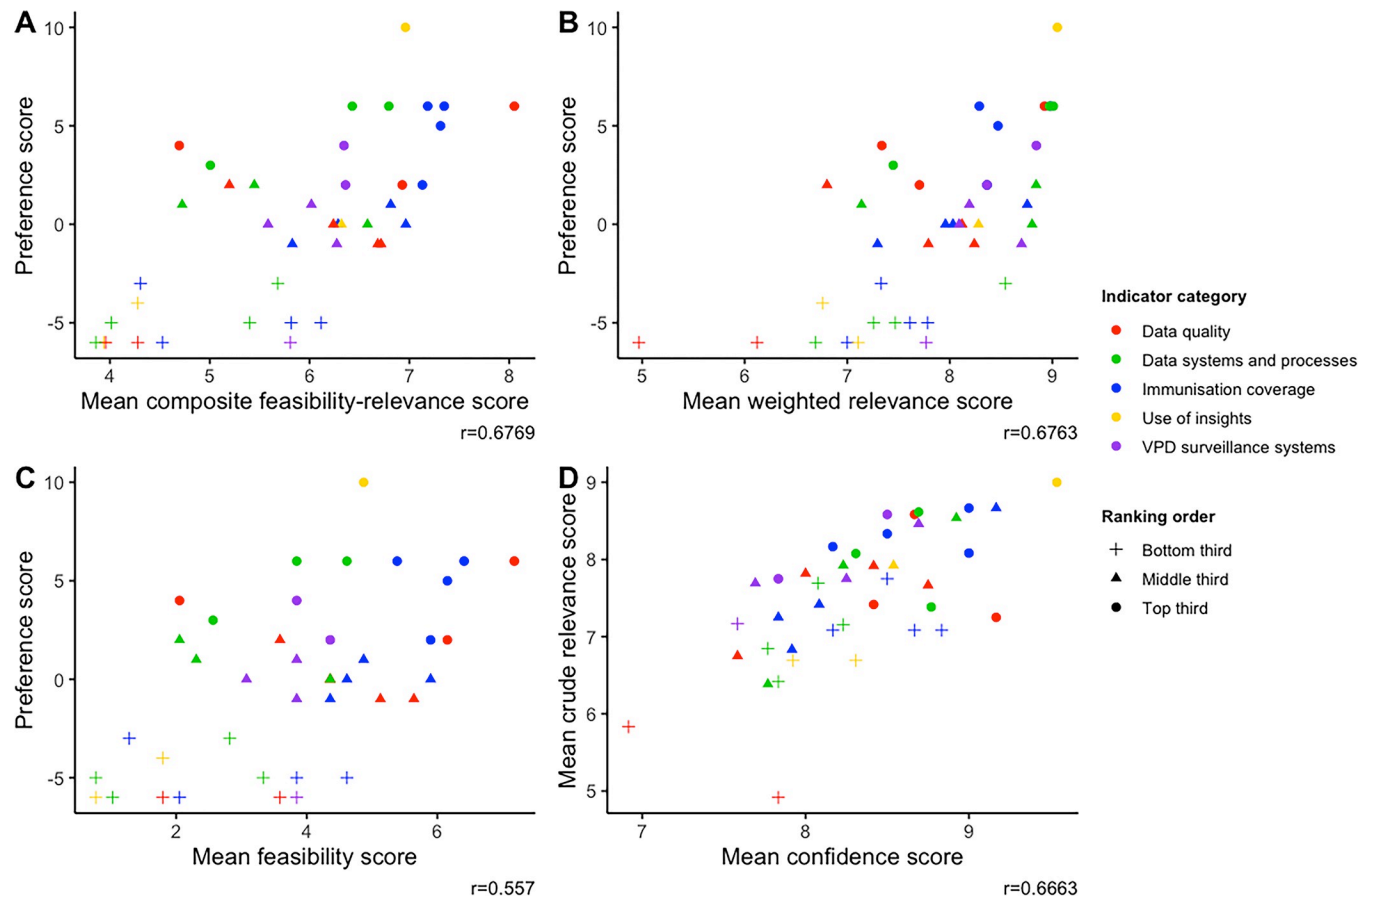 A
10
5
0
-5
Preference score
4
5
6
7
8
Mean composite feasibility-relevance score
r=0.6769
B
10
5
0
-5
Preference score
5
6
7
8
9
Mean weighted relevance score
r=0.6763
C
10
5
0
-5
Preference score
2
4
6
Mean feasibility score
r=0.557
D
9
8
7
6
5
Mean crude relevance score
7
8
9
Mean confidence score
r=0.6663
Indicator category
Data quality
Data systems and processes
Immunisation coverage
Use of insights
VPD surveillance systems
Ranking order
Bottom third
Middle third
Top third